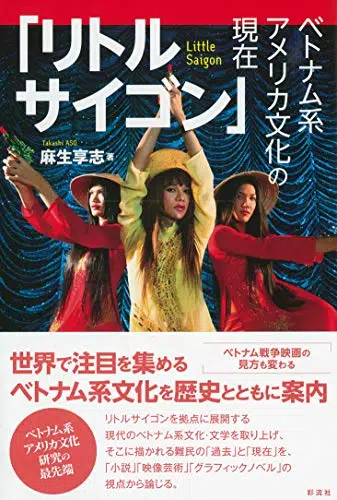 ベトナム系
アメリカ文化の
現在
「リトル
サイゴン」
Little
Saigon
Takashi ASO
麻生享志 著
世界で注目を集める
ベトナム系文化を歴史とともに案内
ベトナム戦争映画の
見方も変わる
ベトナム系
アメリカ文化
研究の
最先端
リトルサイゴンを拠点に展開する
現代のベトナム系文化・文学を取り上げ、
そこに描かれる難民の「過去」と「現在」を、
「小説」「映像芸術」「グラフィックノベル」の
視点から論じる。
彩流社